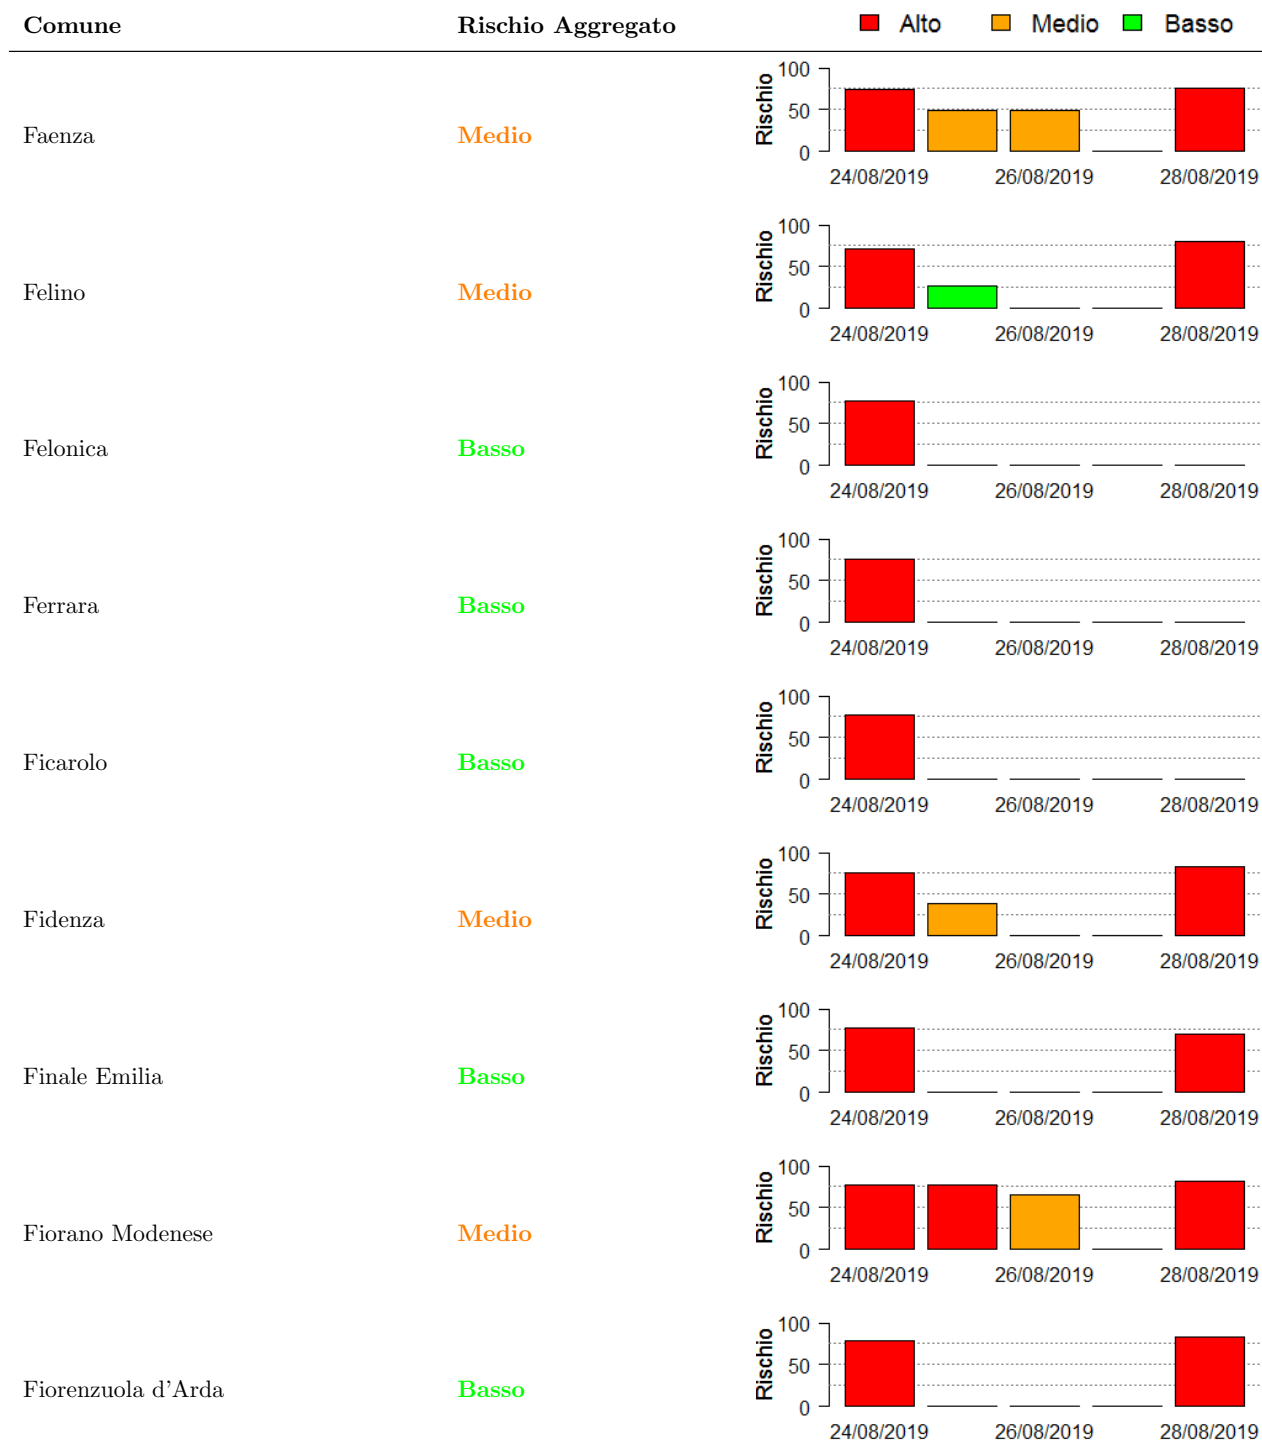 Comune Rischio Aggregato Alto Medio Basso
Faenza Medio Rischio 100 50 0
24/08/2019 26/08/2019 28/08/2019
Felino Medio Rischio 100 50 0
24/08/2019 26/08/2019 28/08/2019
Felonica Basso Rischio 100 50 0
24/08/2019 26/08/2019 28/08/2019
Ferrara Basso Rischio 100 50 0
24/08/2019 26/08/2019 28/08/2019
Ficarolo Basso Rischio 100 50 0
24/08/2019 26/08/2019 28/08/2019
Fidenza Medio Rischio 100 50 0
24/08/2019 26/08/2019 28/08/2019
Finale Emilia Basso Rischio 100 50 0
24/08/2019 26/08/2019 28/08/2019
Fiorano Modenese Medio Rischio 100 50 0
24/08/2019 26/08/2019 28/08/2019
Fiorenzuola d'Arda Basso Rischio 100 50 0
24/08/2019 26/08/2019 28/08/2019